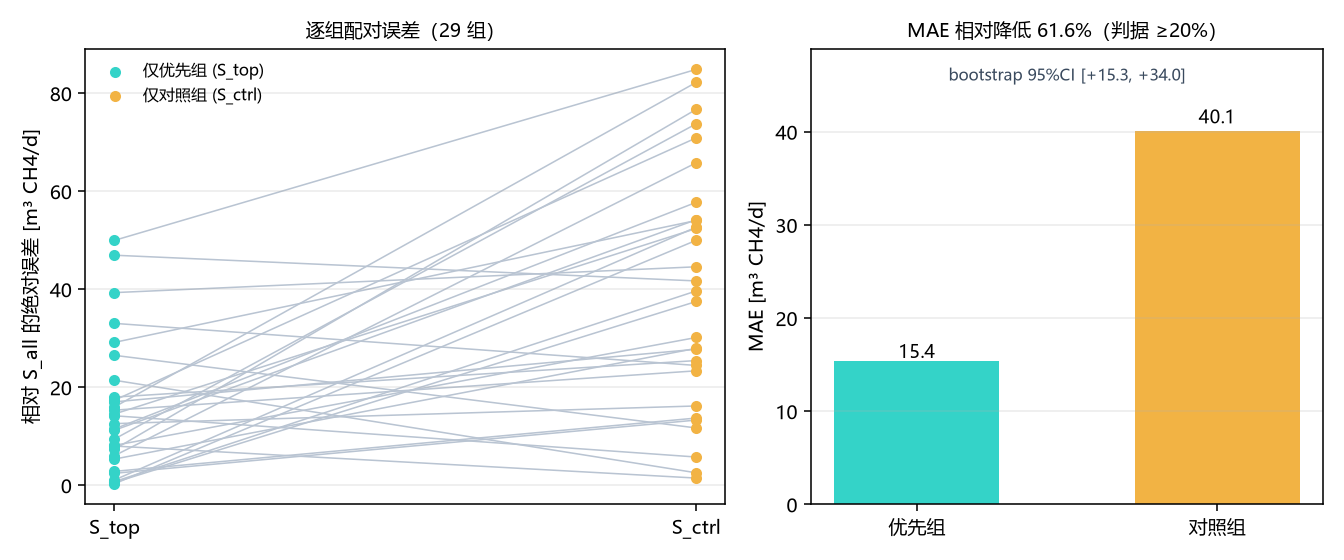 逐组配对误差（29 组）
仅优先组 (S_top)
仅对照组 (S_ctrl)
相对 S_all 的绝对误差 [m³ CH4/d]
80
60
40
20
0
S_top
S_ctrl
MAE 相对降低 61.6%（判据 ≥20%）
bootstrap 95%CI [+15.3, +34.0]
MAE [m³ CH4/d]
40
30
20
10
0
15.4
40.1
优先组
对照组